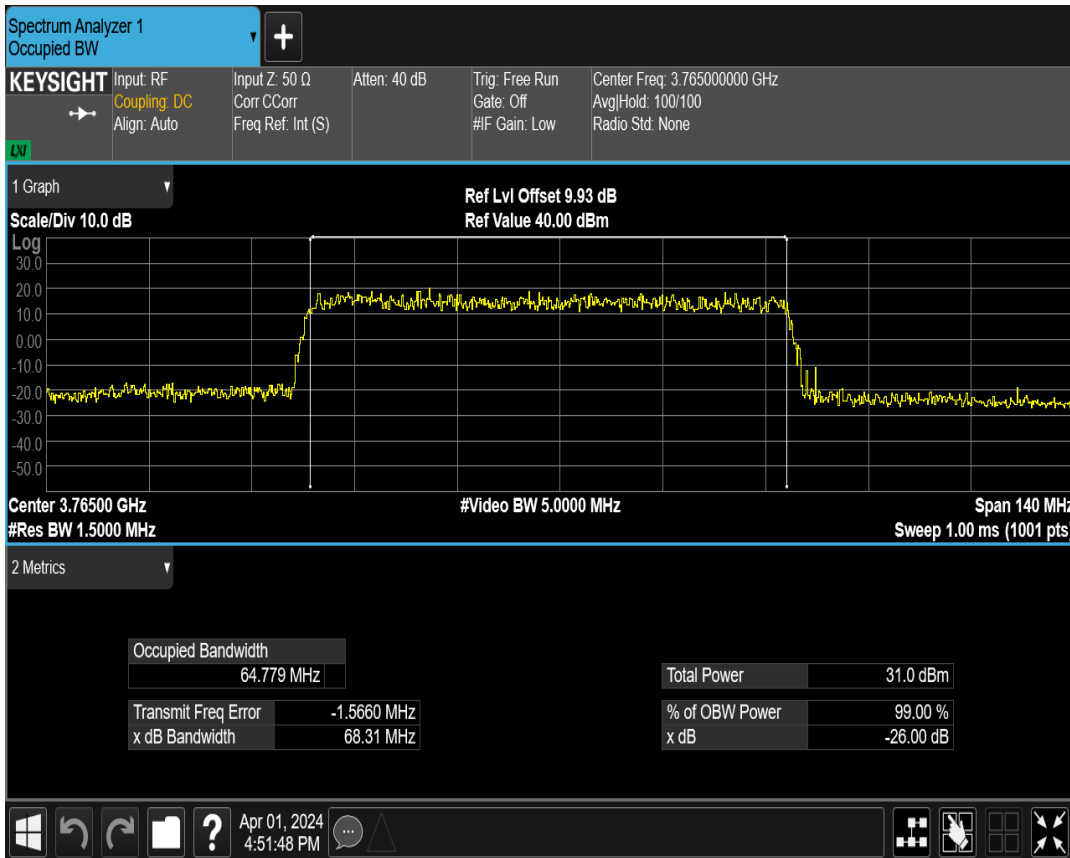 Spectrum Analyzer 1
Occupied BW
+
KEYSIGHT
LXI
Input: RF
Coupling: DC
Align: Auto
Input Z: 50 Ω
Corr CCorr
Freq Ref: Int (S)
Atten: 40 dB
Trig: Free Run
Gate: Off
#IF Gain: Low
Center Freq: 3.765000000 GHz
Avg|Hold: 100/100
Radio Std: None
1 Graph
Scale/Div 10.0 dB
Ref Lvl Offset 9.93 dB
Ref Value 40.00 dBm
Log
30.0
20.0
10.0
0.00
-10.0
-20.0
-30.0
-40.0
-50.0
Center 3.76500 GHz
#Res BW 1.5000 MHz
#Video BW 5.0000 MHz
Span 140 MHz
Sweep 1.00 ms (1001 pts)
2 Metrics
Occupied Bandwidth
64.779 MHz
Transmit Freq Error -1.5660 MHz
x dB Bandwidth 68.31 MHz
Total Power 31.0 dBm
% of OBW Power 99.00 %
x dB -26.00 dB
?
Apr 01, 2024
4:51:48 PM